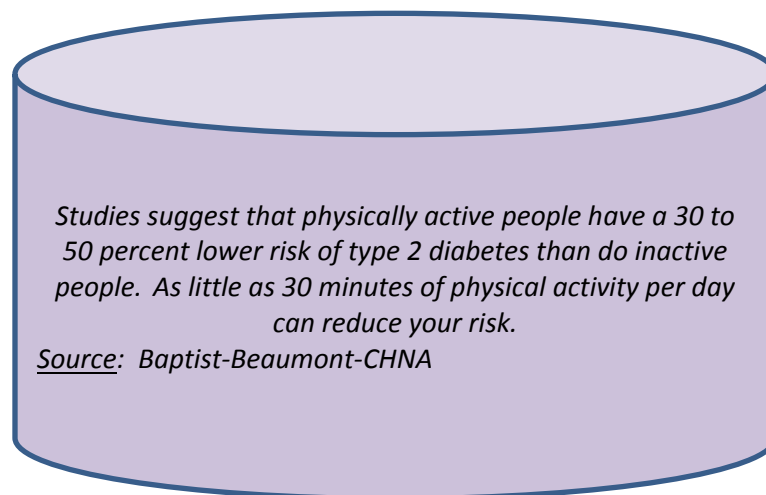 Studies suggest that physically active people have a 30 to
50 percent lower risk of type 2 diabetes than do inactive
people.  As little as 30 minutes of physical activity per day
can reduce your risk.
Source:  Baptist-Beaumont-CHNA